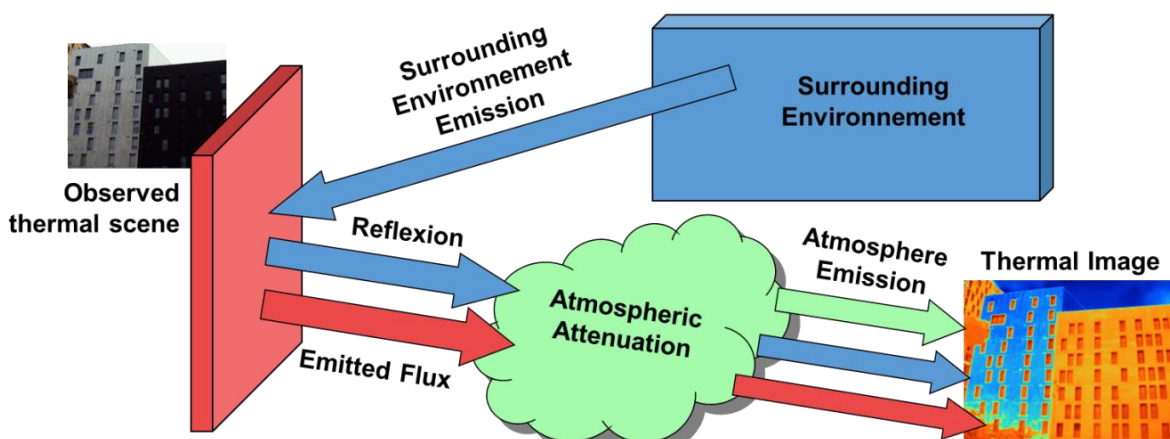 Surrounding
Environnement
Emission
Surrounding
Environnement
Observed
thermal scene
Reflexion
Emitted Flux
Atmospheric
Attenuation
Atmosphere
Emission
Thermal Image